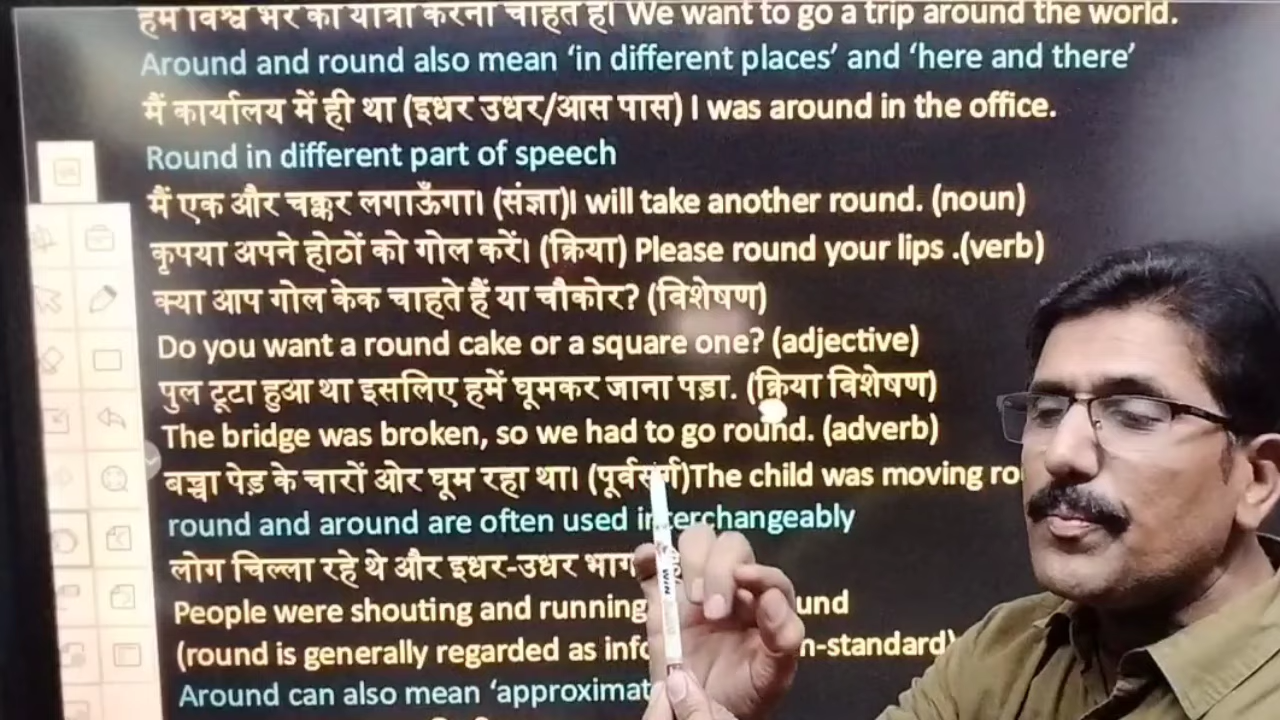 हम विश्व भर की यात्रा करना चाहते हैं। We want to go a trip around the world.
Around and round also mean ‘in different places’ and ‘here and there’
मैं कार्यालय में ही था (इधर उधर/आस पास) I was around in the office.
Round in different part of speech
मैं एक और चक्कर लगाऊँगा। (संज्ञा)I will take another round. (noun)
कृपया अपने होठों को गोल करें। (क्रिया) Please round your lips .(verb)
क्या आप गोल केक चाहते हैं या चौकोर? (विशेषण)
Do you want a round cake or a square one? (adjective)
पुल टूटा हुआ था इसलिए हमें घूमकर जाना पड़ा. (क्रिया विशेषण)
The bridge was broken, so we had to go round. (adverb)
बच्चा पेड़ के चारों ओर घूम रहा था। (पूर्वसर्ग)The child was moving
round and around are often used interchangeably
लोग चिल्ला रहे थे और इधर-उधर
People were shouting and running
(round is generally regarded as
Around can also mean
WIN